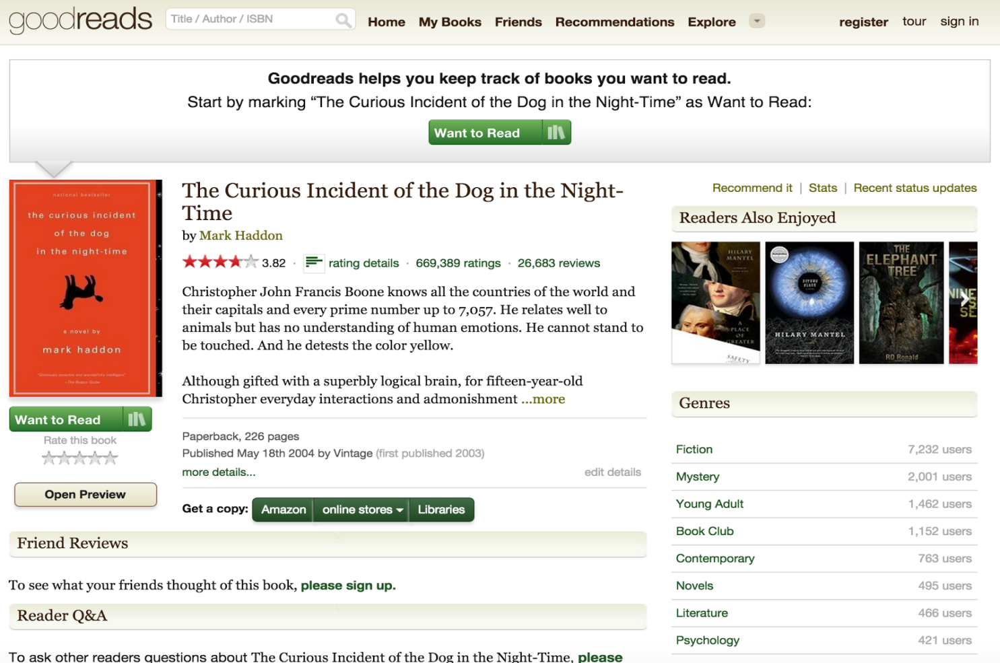 goodreads
Title / Author / ISBN
Home My Books Friends Recommendations Explore
register tour sign in
Goodreads helps you keep track of books you want to read.
Start by marking “The Curious Incident of the Dog in the Night-Time” as Want to Read:
Want to Read
national bestseller
the curious incident
of the dog
in the night-time
a novel by
mark haddon
"Gloriously eccentric and wonderfully intelligent."
– The Boston Globe
Want to Read
Rate this book
Open Preview
The Curious Incident of the Dog in the Night-
Time
by Mark Haddon
3.82 · rating details · 669,389 ratings · 26,683 reviews
Christopher John Francis Boone knows all the countries of the world and
their capitals and every prime number up to 7,057. He relates well to
animals but has no understanding of human emotions. He cannot stand to
be touched. And he detests the color yellow.
Although gifted with a superbly logical brain, for fifteen-year-old
Christopher everyday interactions and admonishment ...more
Paperback, 226 pages
Published May 18th 2004 by Vintage (first published 2003)
more details... edit details
Get a copy: Amazon online stores Libraries
Friend Reviews
To see what your friends thought of this book, please sign up.
Reader Q&A
To ask other readers questions about The Curious Incident of the Dog in the Night-Time, please
Recommend it | Stats | Recent status updates
Readers Also Enjoyed
HILARY
MANTEL
A
PLACE
OF
GREATER
SAFETY
BEYOND
BLACK
HILARY MANTEL
THE
ELEPHANT
TREE
RD Ronald
NINE
SE
Genres
Fiction 7,232 users
Mystery 2,001 users
Young Adult 1,462 users
Book Club 1,152 users
Contemporary 763 users
Novels 495 users
Literature 466 users
Psychology 421 users